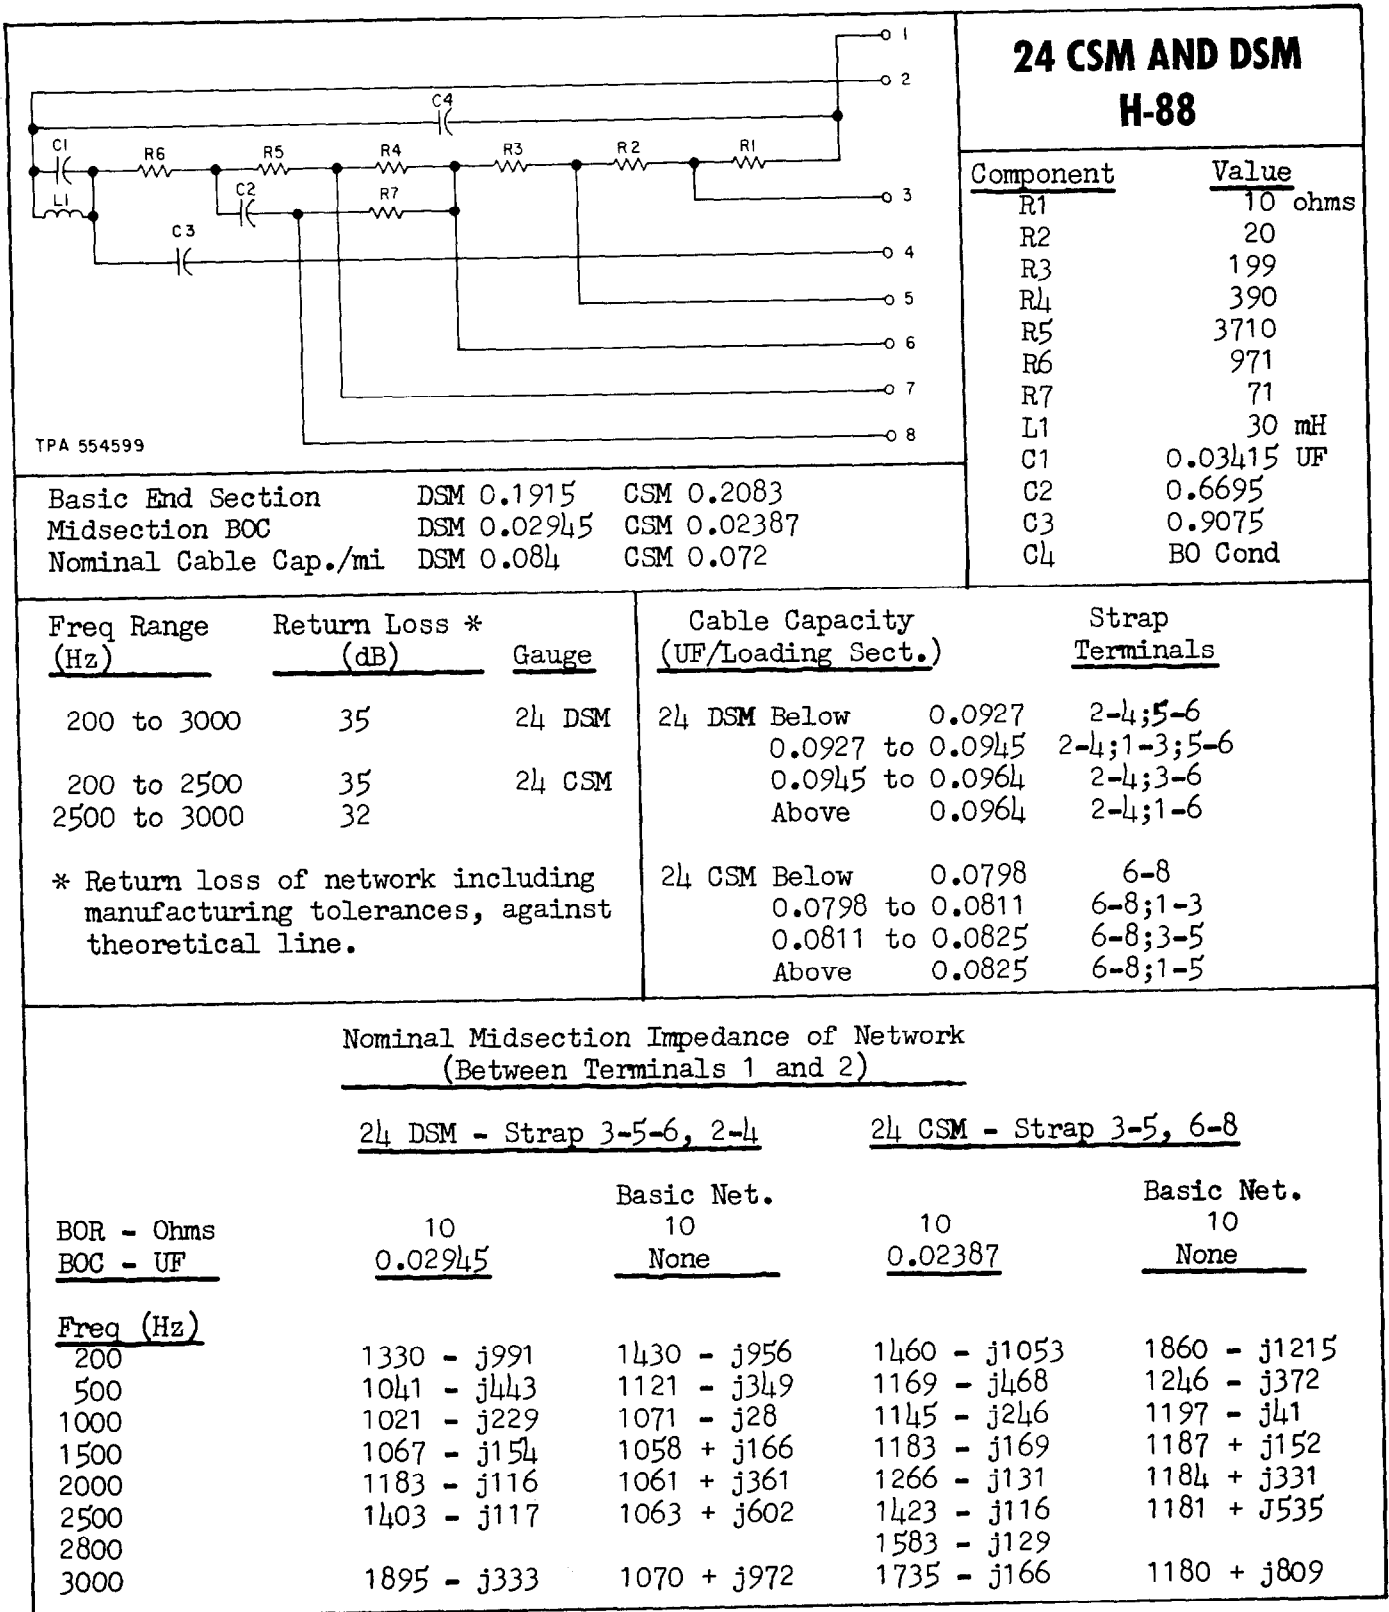 1
2
C4
C1
R6
R5
R4
R3
R2
R1
L1
C2
R7
3
C3
4
5
6
7
8
TPA 554599
24 CSM AND DSM
H-88
Component Value
R1 10 ohms
R2 20
R3 199
R4 390
R5 3710
R6 971
R7 71
L1 30 mH
C1 0.03415 UF
C2 0.6695
C3 0.9075
C4 BO Cond
Basic End Section DSM 0.1915 CSM 0.2083
Midsection BOC DSM 0.02945 CSM 0.02387
Nominal Cable Cap./mi DSM 0.084 CSM 0.072
Freq Range Return Loss *
(Hz) (dB) Gauge
200 to 3000 35 24 DSM
200 to 2500 35 24 CSM
2500 to 3000 32
* Return loss of network including
manufacturing tolerances, against
theoretical line.
Cable Capacity Strap
(UF/Loading Sect.) Terminals
24 DSM Below 0.0927 2-4;5-6
0.0927 to 0.0945 2-4;1-3;5-6
0.0945 to 0.0964 2-4;3-6
Above 0.0964 2-4;1-6
24 CSM Below 0.0798 6-8
0.0798 to 0.0811 6-8;1-3
0.0811 to 0.0825 6-8;3-5
Above 0.0825 6-8;1-5
Nominal Midsection Impedance of Network
(Between Terminals 1 and 2)
24 DSM - Strap 3-5-6, 2-4 24 CSM - Strap 3-5, 6-8
Basic Net. Basic Net.
BOR - Ohms 10 10 10 10
BOC - UF 0.02945 None 0.02387 None
Freq (Hz)
200 1330 - j991 1430 - j956 1460 - j1053 1860 - j1215
500 1041 - j443 1121 - j349 1169 - j468 1246 - j372
1000 1021 - j229 1071 - j28 1145 - j246 1197 - j41
1500 1067 - j154 1058 + j166 1183 - j169 1187 + j152
2000 1183 - j116 1061 + j361 1266 - j131 1184 + j331
2500 1403 - j117 1063 + j602 1423 - j116 1181 + J535
2800 1583 - j129
3000 1895 - j333 1070 + j972 1735 - j166 1180 + j809